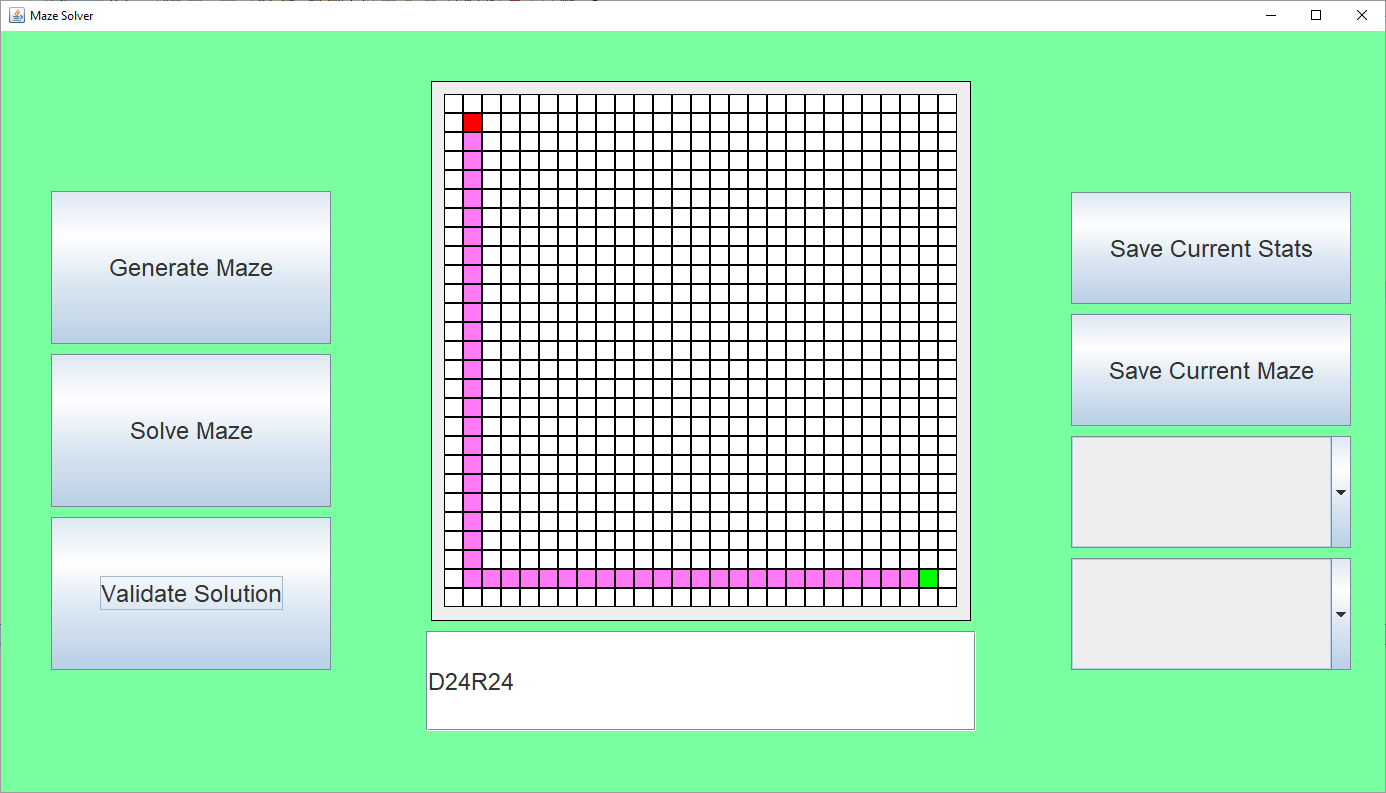 Maze Solver
Generate Maze
Solve Maze
Validate Solution
D24R24
Save Current Stats
Save Current Maze